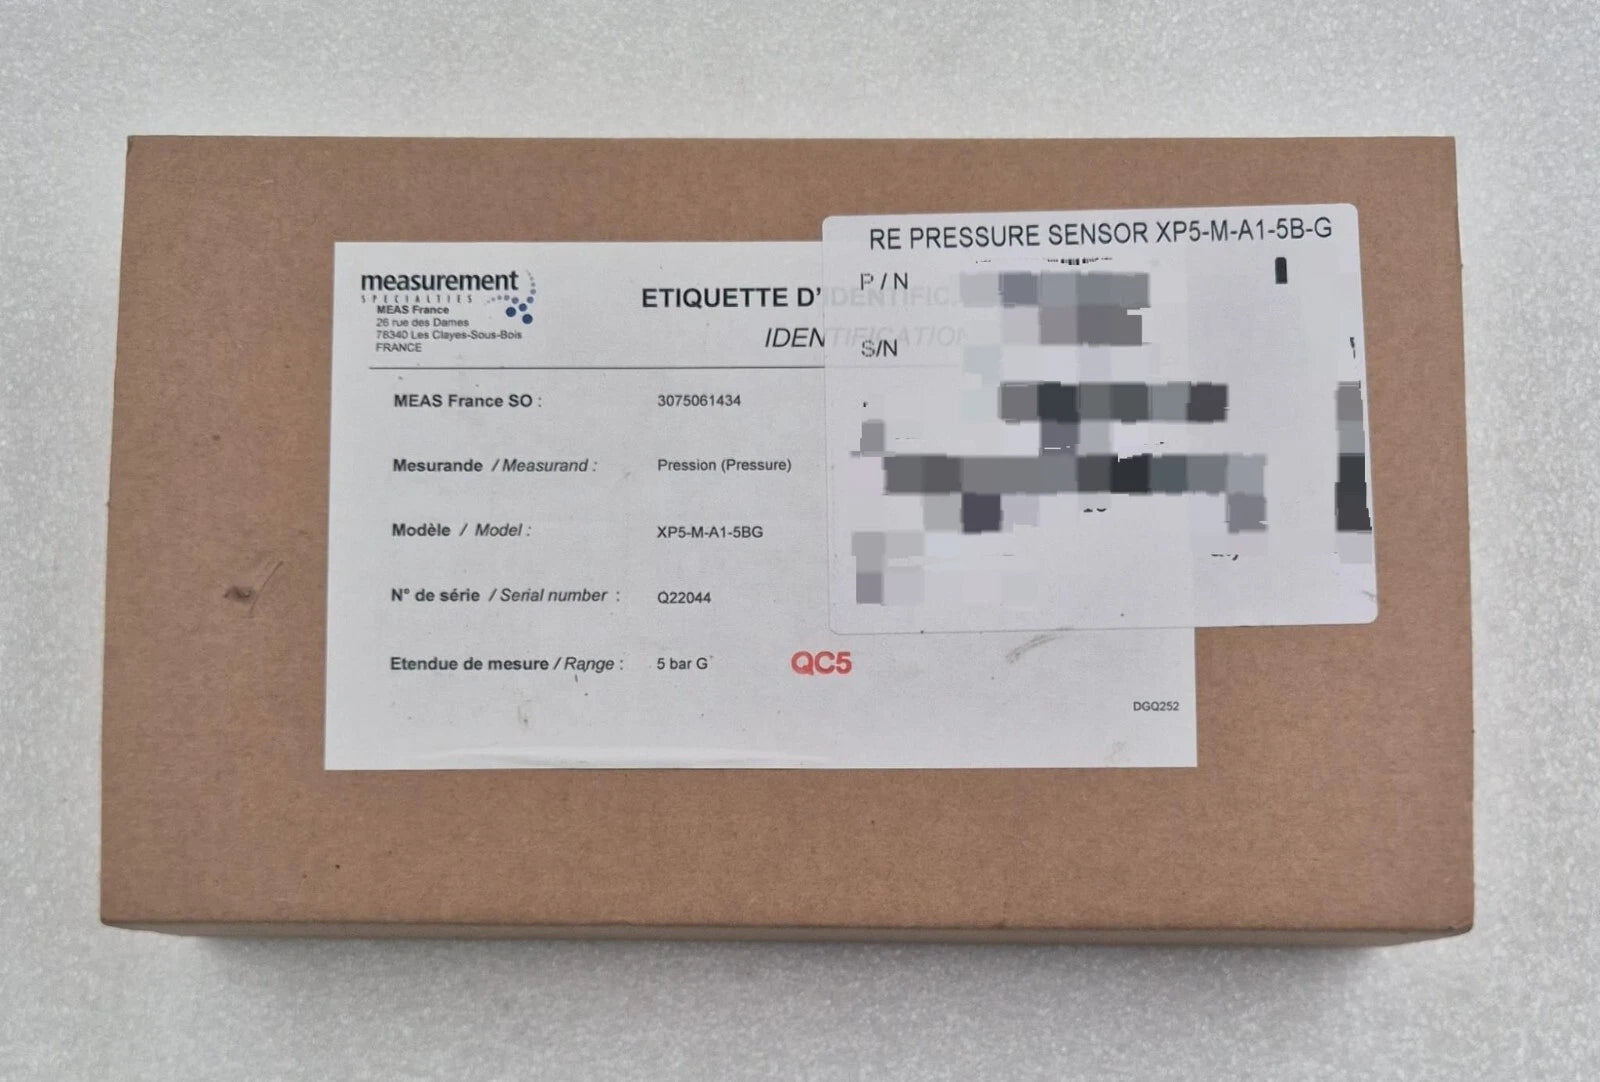 measurement
SPECIALTIES
MEAS France
26 rue des Dames
78340 Les Clayes-Sous-Bois
FRANCE
ETIQUETTE D'IDENTIFIC
IDENTIFICATION
MEAS France SO : 3075061434
Mesurande / Measurand : Pression (Pressure)
Modèle / Model : XP5-M-A1-5BG
N° de série / Serial number : Q22044
Etendue de mesure / Range : 5 bar G
QC5
DGQ252
RE PRESSURE SENSOR XP5-M-A1-5B-G
P/N
S/N